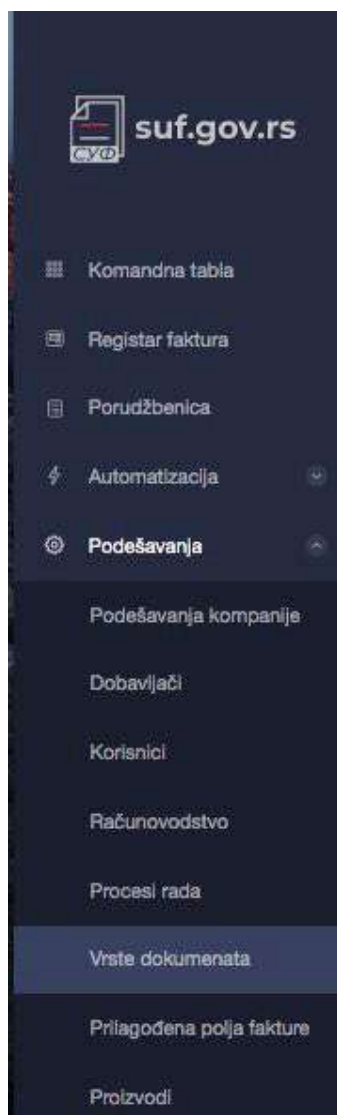 СУФ
suf.gov.rs
Komandna tabla
Registar faktura
Porudžbenica
Automatizacija
Podešavanja
Podešavanja kompanije
Dobavljači
Korisnici
Računovodstvo
Procesi rada
Vrste dokumenata
Prilagođena polja fakture
Proizvodi